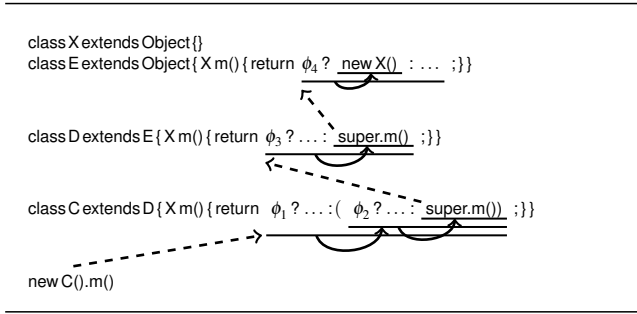 class X extends Object {}
class E extends Object { X m() { return ϕ₄ ? new X() : … ; } }
class D extends E { X m() { return ϕ₃ ? … : super.m() ; } }
class C extends D { X m() { return ϕ₁ ? … : ( ϕ₂ ? … : super.m()) ; } }
new C().m()